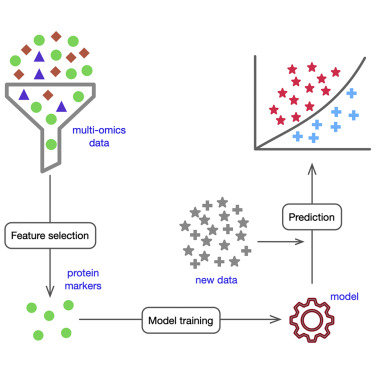 multi-omics
data
Feature selection
protein
markers
Model training
model
new data
Prediction